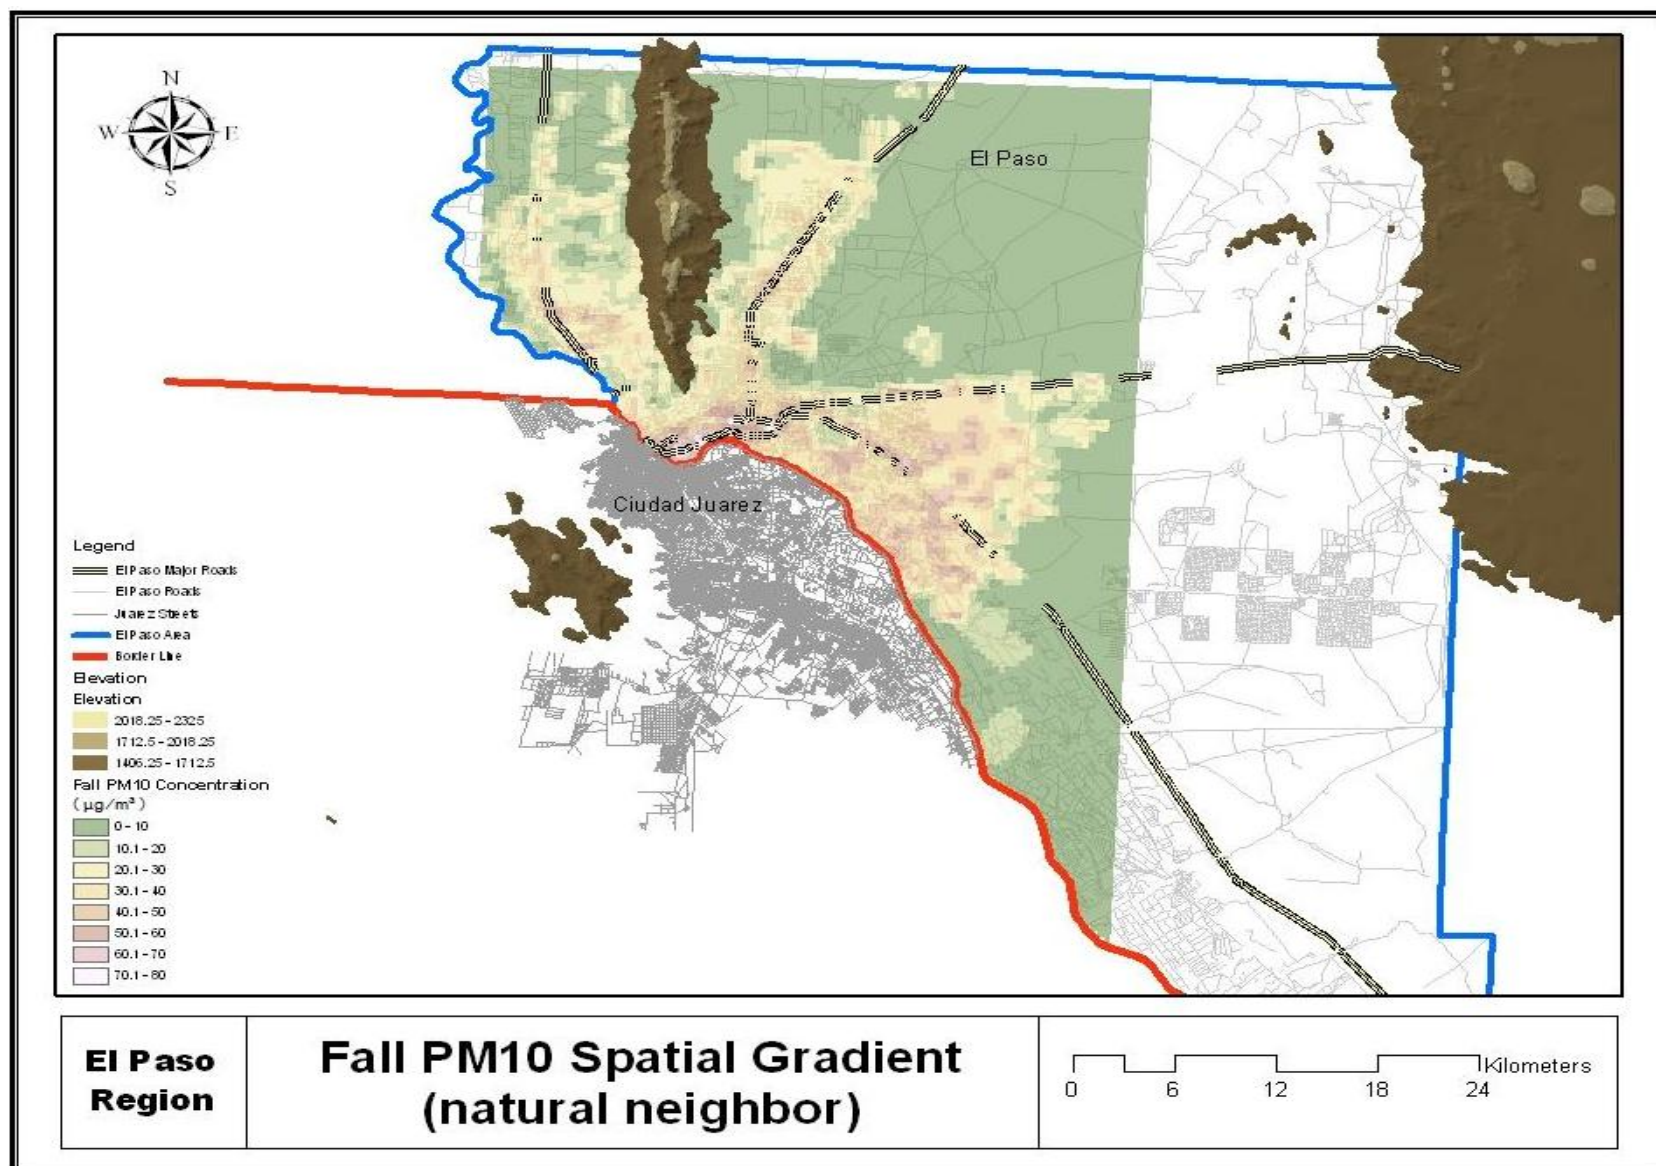 N
W E
S
El Paso
Ciudad Juarez
Legend
El Paso Major Roads
El Paso Roads
Juarez Streets
El Paso Area
Border Line
Elevation
Elevation
2018.25 - 2325
1712.5 - 2018.25
1406.25 - 1712.5
Fall PM10 Concentration
(µg/m³)
0 - 10
10.1 - 20
20.1 - 30
30.1 - 40
40.1 - 50
50.1 - 60
60.1 - 70
70.1 - 80
El Paso
Region
Fall PM10 Spatial Gradient
(natural neighbor)
Kilometers
0 6 12 18 24